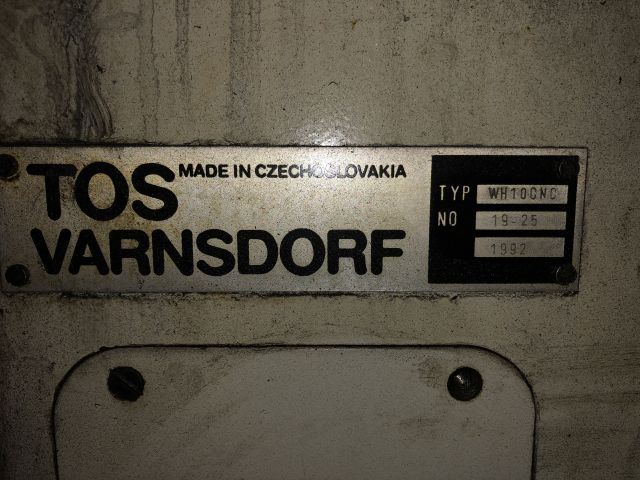 TOS MADE IN CZECHOSLOVAKIA
VARNSDORF
TYP WH10CNC
NO 19-25
1992